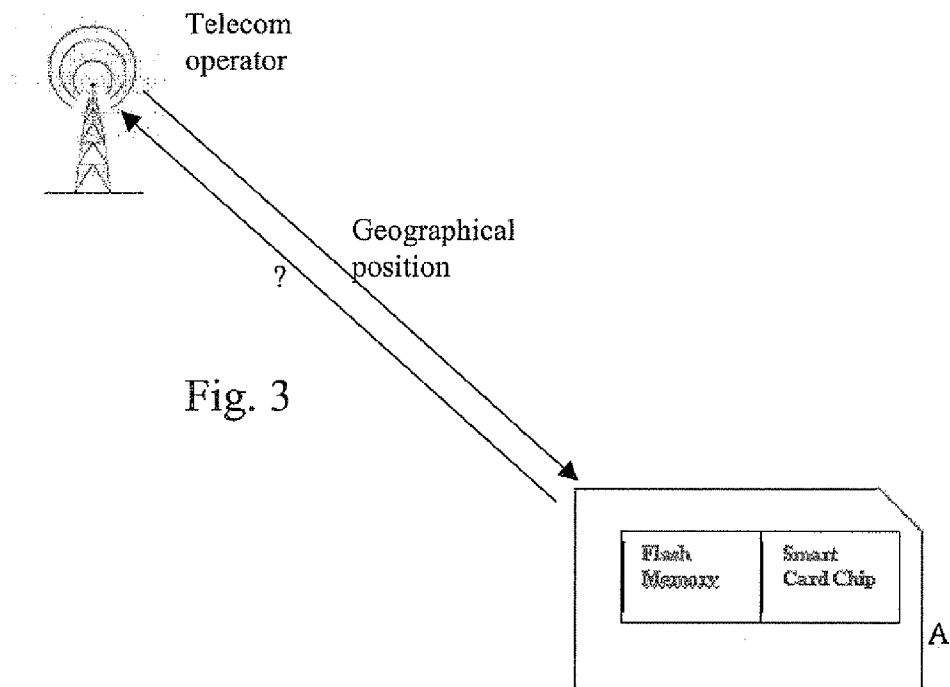 Telecom
operator
Geographical
position
?
Fig. 3
Flash
Memory
Smart
Card Chip
A